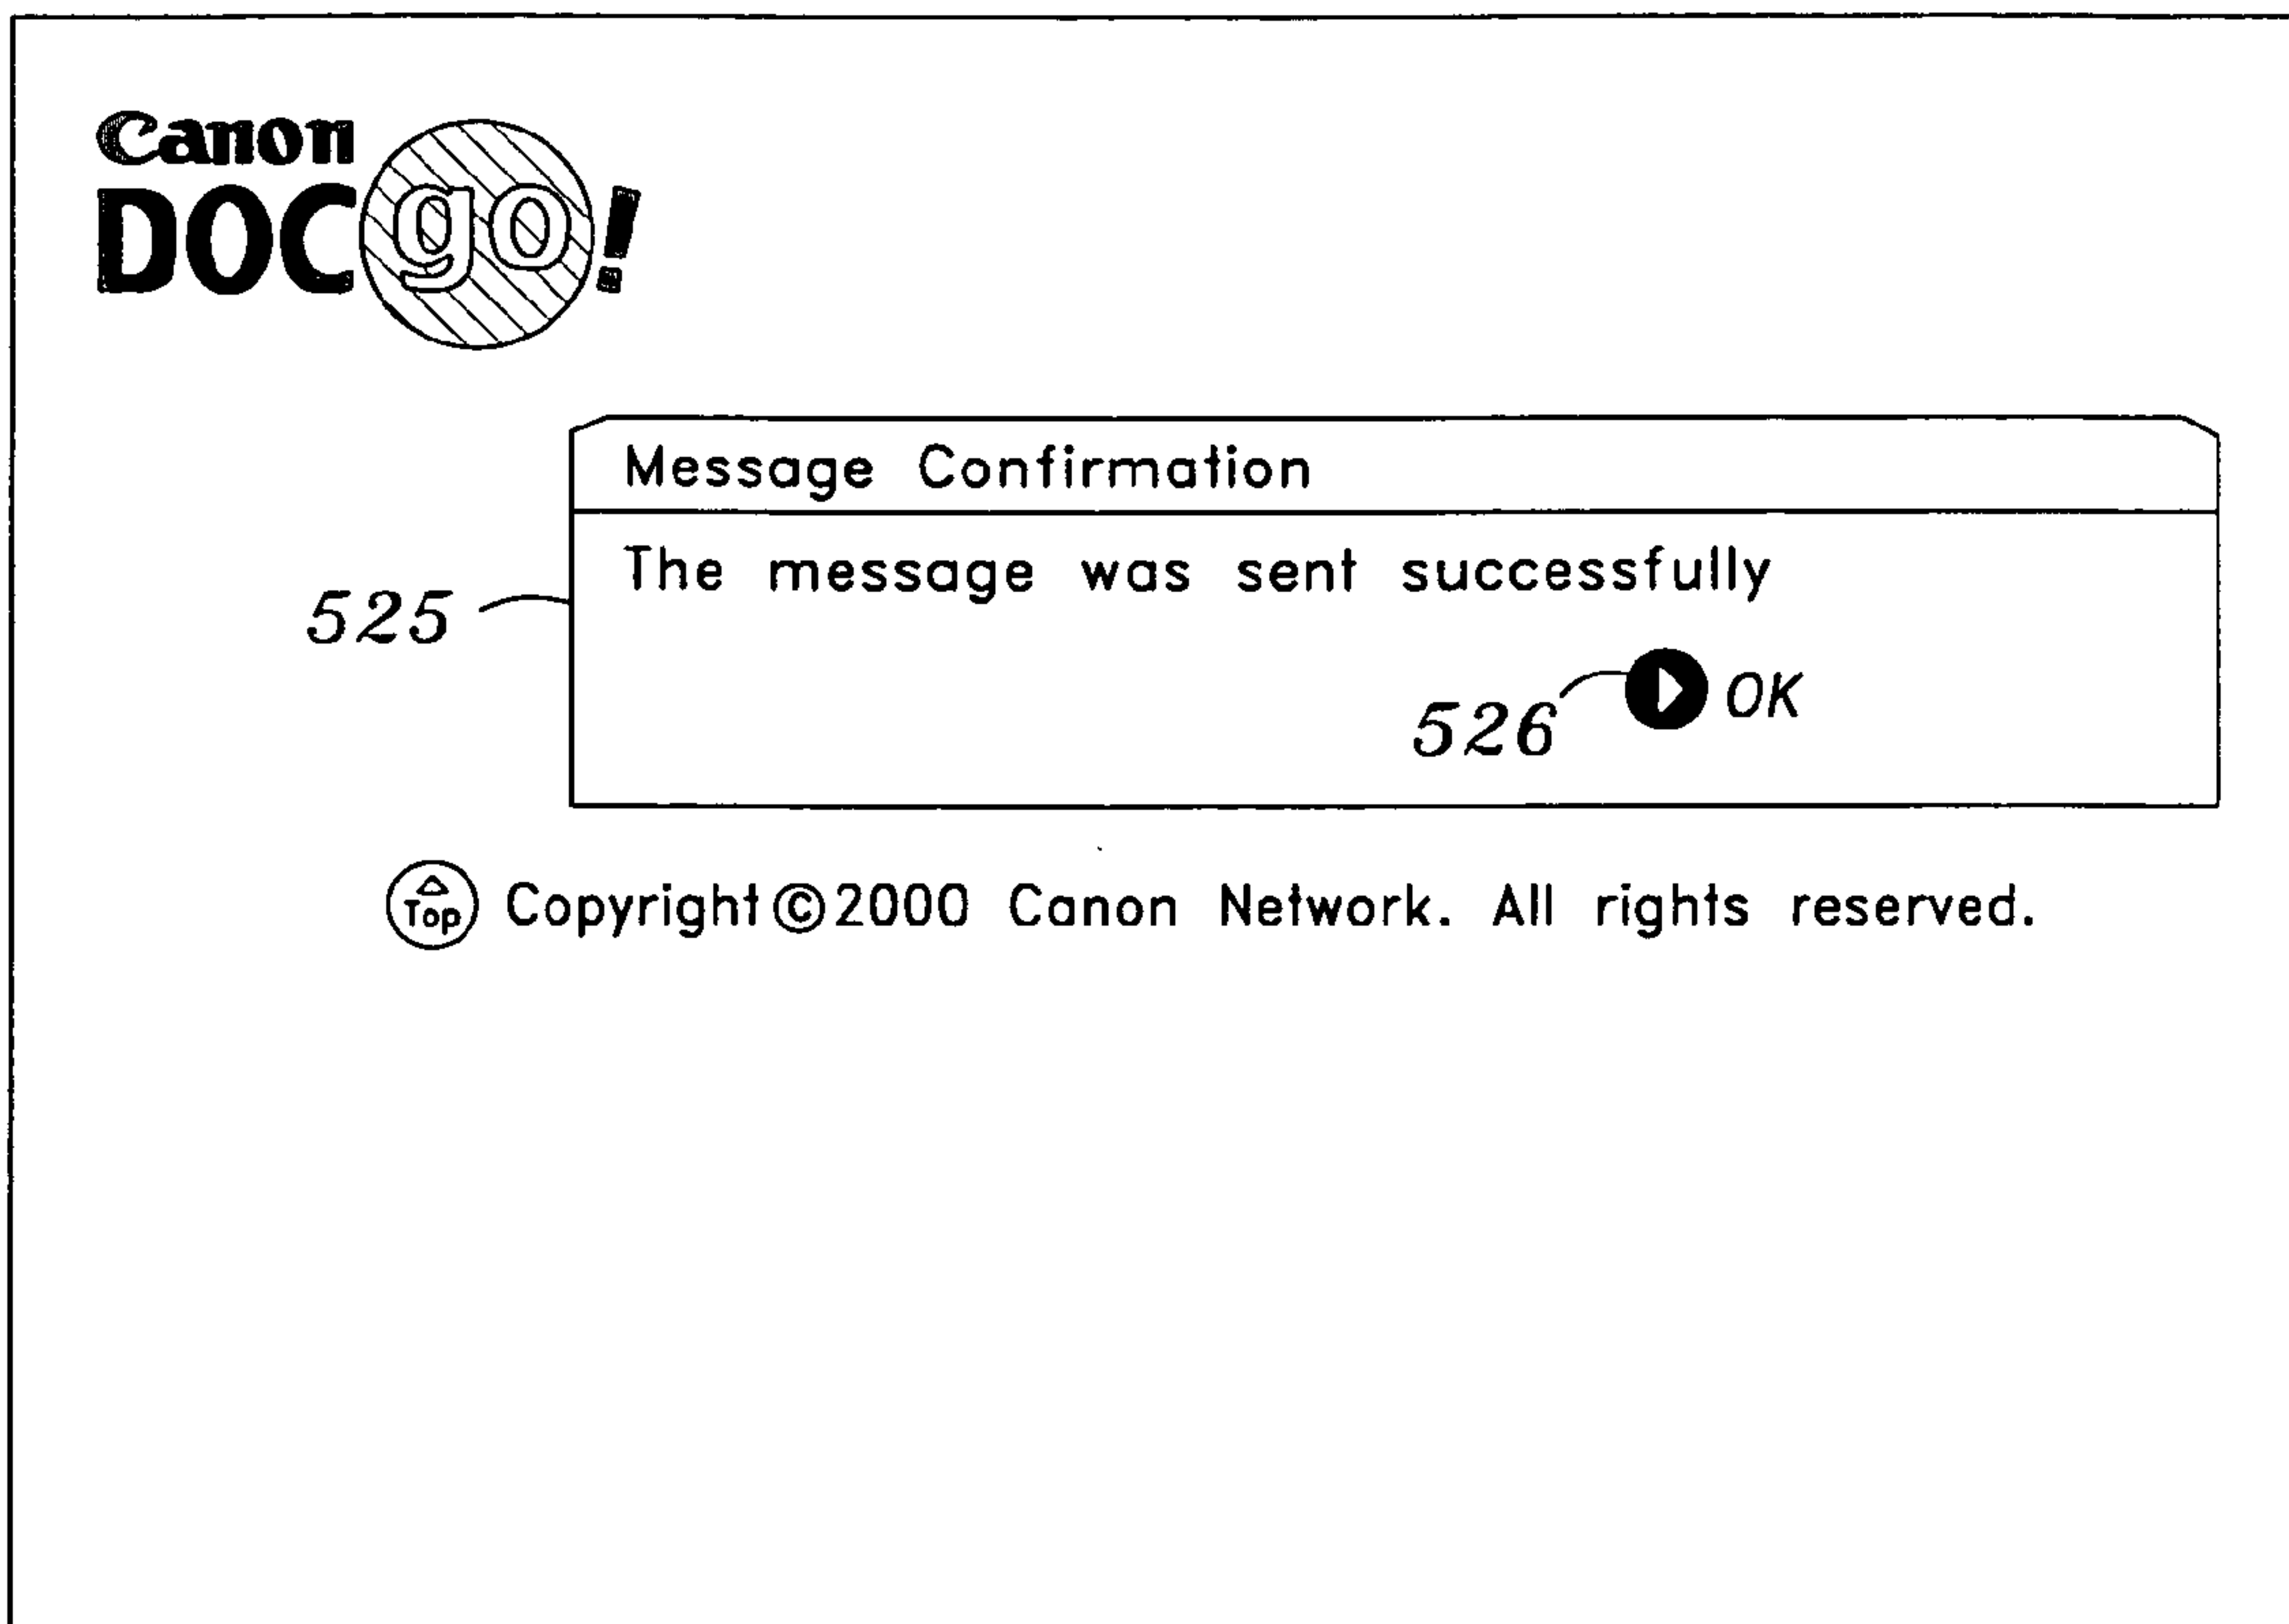 Canon
DOC go!
Message Confirmation
The message was sent successfully
525
OK
526
Top Copyright©2000 Canon Network. All rights reserved.